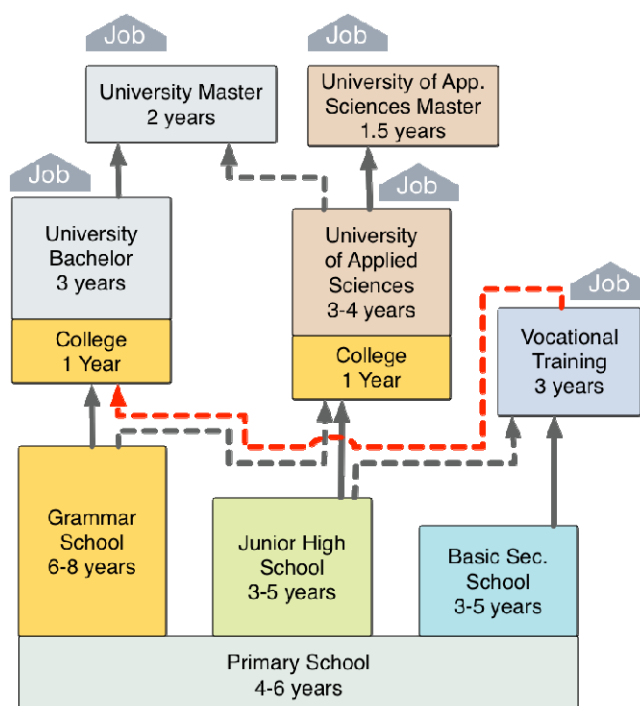 Job
Job
University Master
2 years
University of App.
Sciences Master
1.5 years
Job
Job
University
Bachelor
3 years
University
of Applied
Sciences
3-4 years
Job
College
1 Year
College
1 Year
Vocational
Training
3 years
Grammar
School
6-8 years
Junior High
School
3-5 years
Basic Sec.
School
3-5 years
Primary School
4-6 years